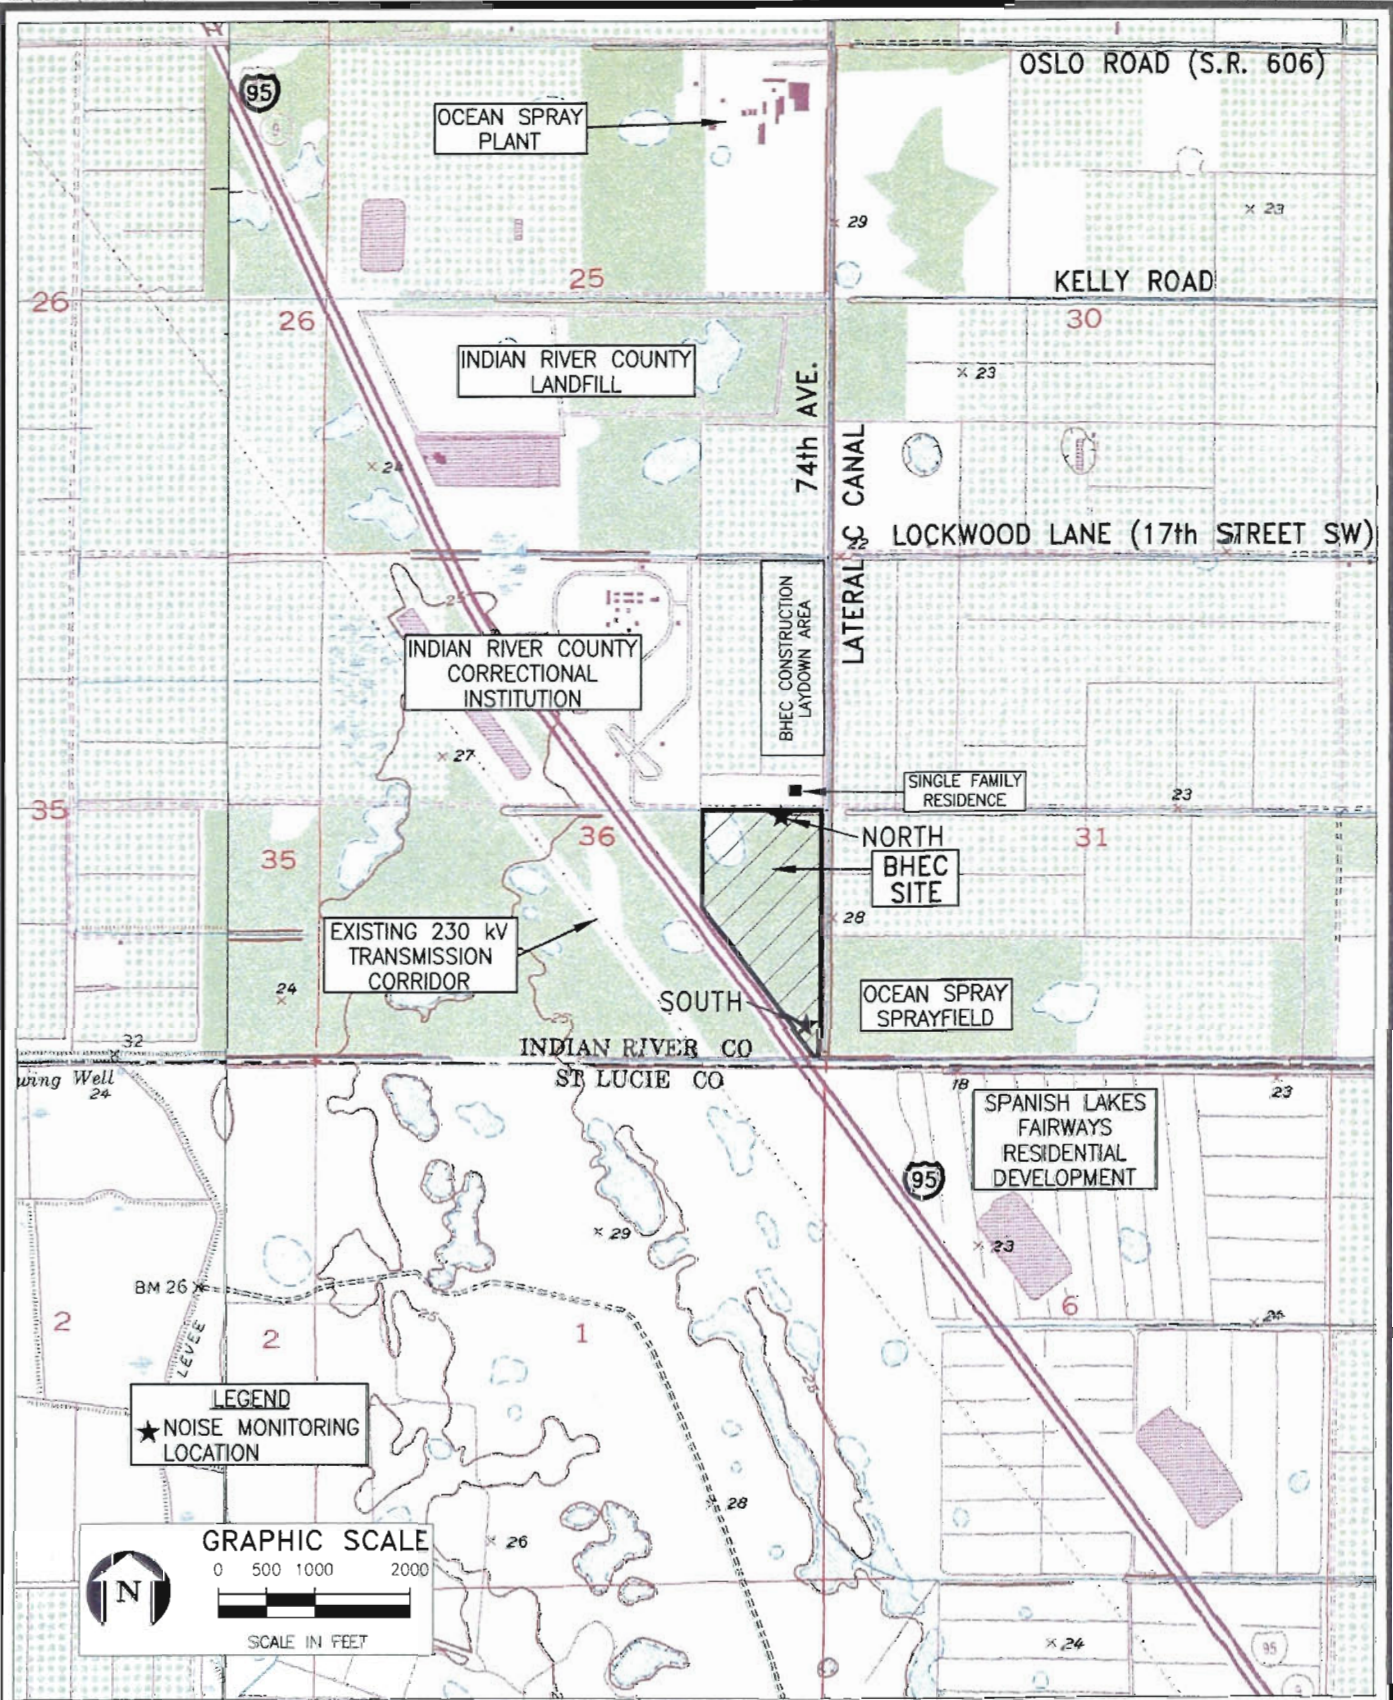 OSLO ROAD (S.R. 606)
95
OCEAN SPRAY
PLANT
29
23
25
KELLY ROAD
26
26
30
INDIAN RIVER COUNTY
LANDFILL
23
74th AVE.
LATERAL C CANAL
LOCKWOOD LANE (17th STREET SW)
25
BHEC CONSTRUCTION
LAYDOWN AREA
INDIAN RIVER COUNTY
CORRECTIONAL
INSTITUTION
27
SINGLE FAMILY
RESIDENCE
23
35
35
36
31
NORTH
BHEC
SITE
28
EXISTING 230 kV
TRANSMISSION
CORRIDOR
24
SOUTH
OCEAN SPRAY
SPRAYFIELD
32
INDIAN RIVER CO
ST LUCIE CO
wing Well
24
18
23
SPANISH LAKES
FAIRWAYS
RESIDENTIAL
DEVELOPMENT
95
29
23
BM 26
6
2
2
1
LEVEE
25
LEGEND
★ NOISE MONITORING
LOCATION
28
26
GRAPHIC SCALE
0 500 1000 2000
N
SCALE IN FEET
24
95